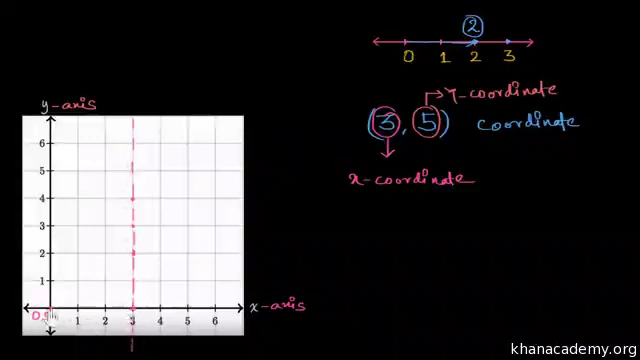 2
0 1 2 3
y-axis
Y-coordinate
(3, 5) coordinate
x-coordinate
6
5
4
3
2
1
x-axis
1 2 3 4 5 6
khanacademy.org